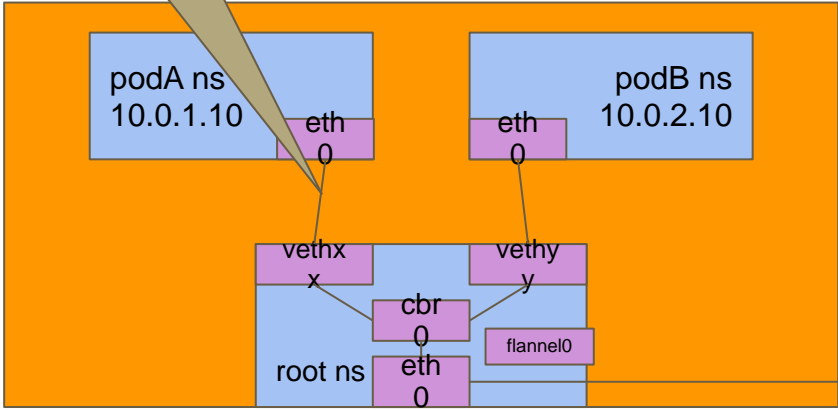 podA ns
10.0.1.10
eth
0
eth
0
podB ns
10.0.2.10
vethx
x
vethy
y
cbr
0
flannel0
root ns
eth
0